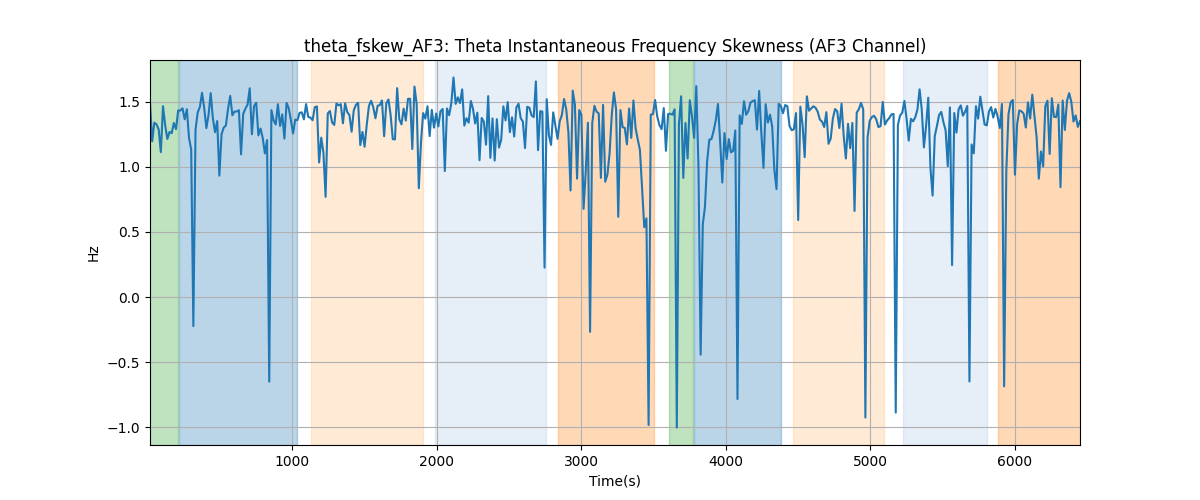 theta_fskew_AF3: Theta Instantaneous Frequency Skewness (AF3 Channel)
1.5
1.0
0.5
0.0
−0.5
−1.0
Hz
1000 2000 3000 4000 5000 6000
Time(s)